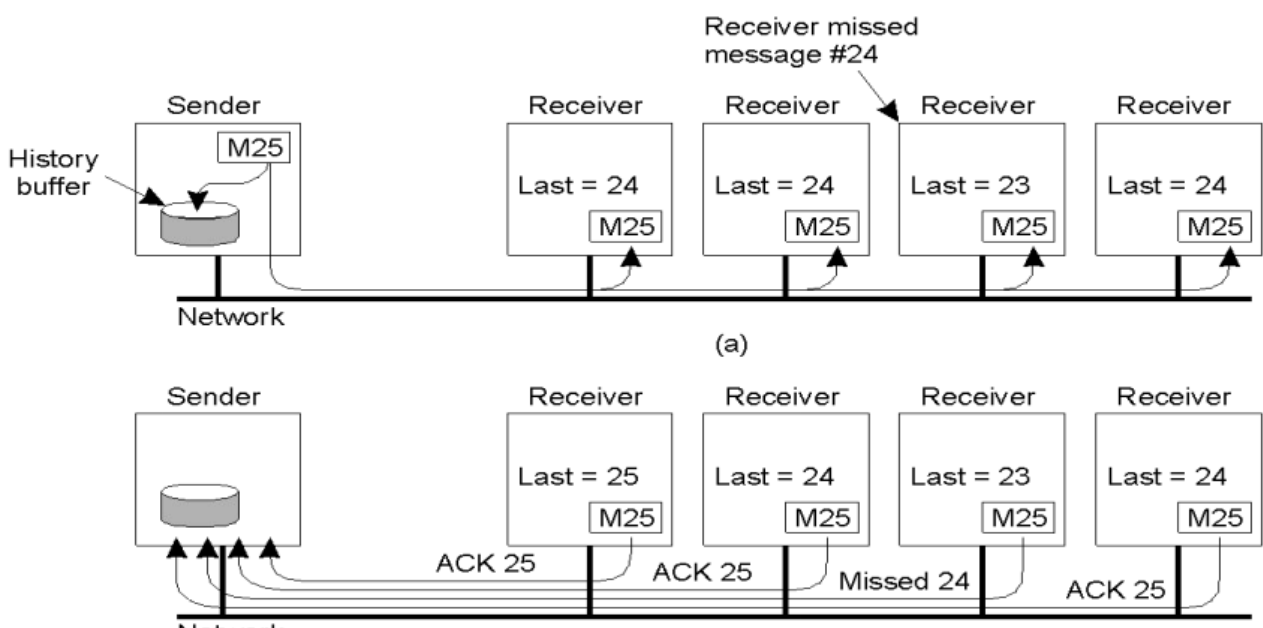 Receiver missed
message #24
Sender
Receiver
Receiver
Receiver
Receiver
History
buffer
M25
Last = 24
Last = 24
Last = 23
Last = 24
M25
M25
M25
M25
Network
(a)
Sender
Receiver
Receiver
Receiver
Receiver
Last = 25
Last = 24
Last = 23
Last = 24
M25
M25
M25
M25
ACK 25
ACK 25
Missed 24
ACK 25